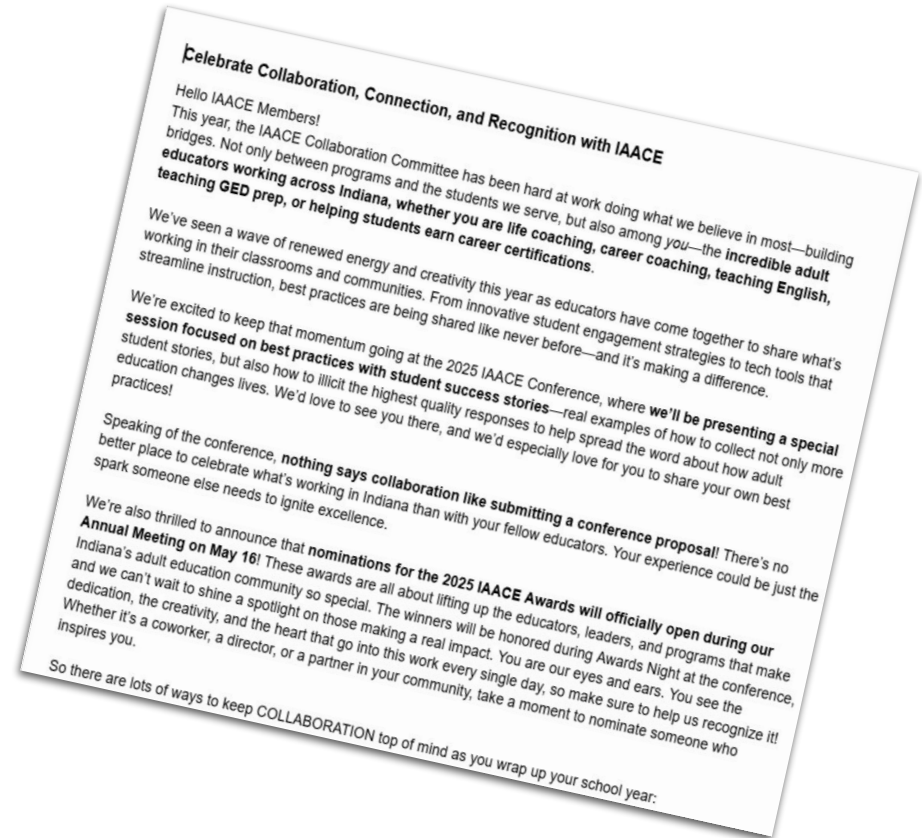 Celebrate Collaboration, Connection, and Recognition with IAACE
Hello IAACE Members!
This year, the IAACE Collaboration Committee has been hard at work doing what we believe in most—building
bridges. Not only between programs and the students we serve, but also among you—the incredible adult
educators working across Indiana, whether you are life coaching, career coaching, teaching English,
teaching GED prep, or helping students earn career certifications.
We've seen a wave of renewed energy and creativity this year as educators have come together to share what's
working in their classrooms and communities. From innovative student engagement strategies to tech tools that
streamline instruction, best practices are being shared like never before—and it's making a difference.
We're excited to keep that momentum going at the 2025 IAACE Conference, where we'll be presenting a special
session focused on best practices with student success stories—real examples of how to collect not only more
student stories, but also how to illicit the highest quality responses to help spread the word about how adult
education changes lives. We'd love to see you there, and we'd especially love for you to share your own best
practices!
Speaking of the conference, nothing says collaboration like submitting a conference proposal! There's no
better place to celebrate what's working in Indiana than with your fellow educators. Your experience could be just the
spark someone else needs to ignite excellence.
We're also thrilled to announce that nominations for the 2025 IAACE Awards will officially open during our
Annual Meeting on May 16! These awards are all about lifting up the educators, leaders, and programs that make
Indiana's adult education community so special. The winners will be honored during Awards Night at the conference,
and we can't wait to shine a spotlight on those making a real impact. You are our eyes and ears. You see the
dedication, the creativity, and the heart that go into this work every single day, so make sure to help us recognize it!
Whether it's a coworker, a director, or a partner in your community, take a moment to nominate someone who
inspires you.
So there are lots of ways to keep COLLABORATION top of mind as you wrap up your school year: